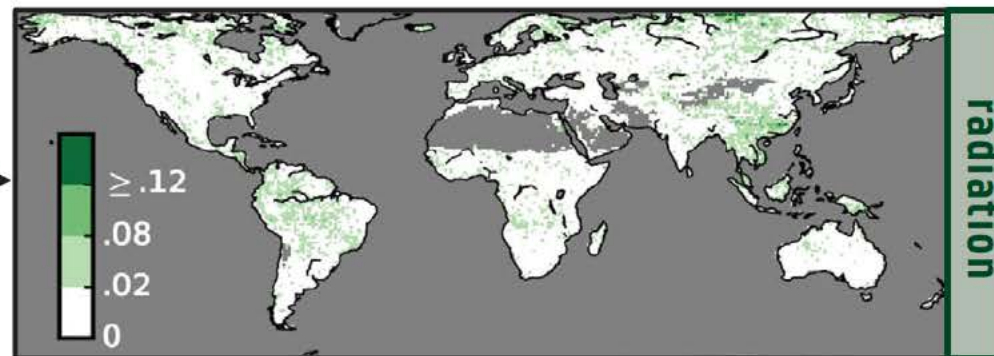 ≥ .12
.08
.02
0
radiation